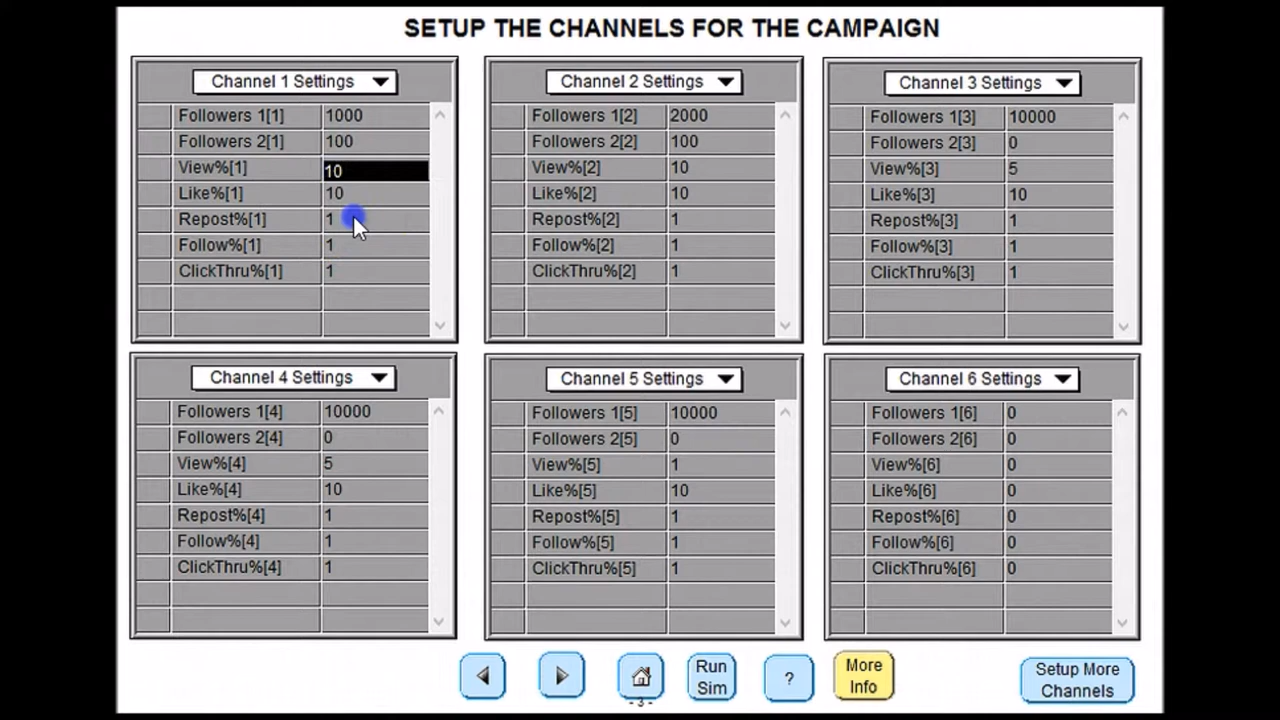 SETUP THE CHANNELS FOR THE CAMPAIGN
Channel 1 Settings
Followers 1[1] 1000
Followers 2[1] 100
View%[1] 10
Like%[1] 10
Repost%[1] 1
Follow%[1] 1
ClickThru%[1] 1
Channel 2 Settings
Followers 1[2] 2000
Followers 2[2] 100
View%[2] 10
Like%[2] 10
Repost%[2] 1
Follow%[2] 1
ClickThru%[2] 1
Channel 3 Settings
Followers 1[3] 10000
Followers 2[3] 0
View%[3] 5
Like%[3] 10
Repost%[3] 1
Follow%[3] 1
ClickThru%[3] 1
Channel 4 Settings
Followers 1[4] 10000
Followers 2[4] 0
View%[4] 5
Like%[4] 10
Repost%[4] 1
Follow%[4] 1
ClickThru%[4] 1
Channel 5 Settings
Followers 1[5] 10000
Followers 2[5] 0
View%[5] 1
Like%[5] 10
Repost%[5] 1
Follow%[5] 1
ClickThru%[5] 1
Channel 6 Settings
Followers 1[6] 0
Followers 2[6] 0
View%[6] 0
Like%[6] 0
Repost%[6] 0
Follow%[6] 0
ClickThru%[6] 0
- 3 -
Run
Sim
?
More
Info
Setup More
Channels